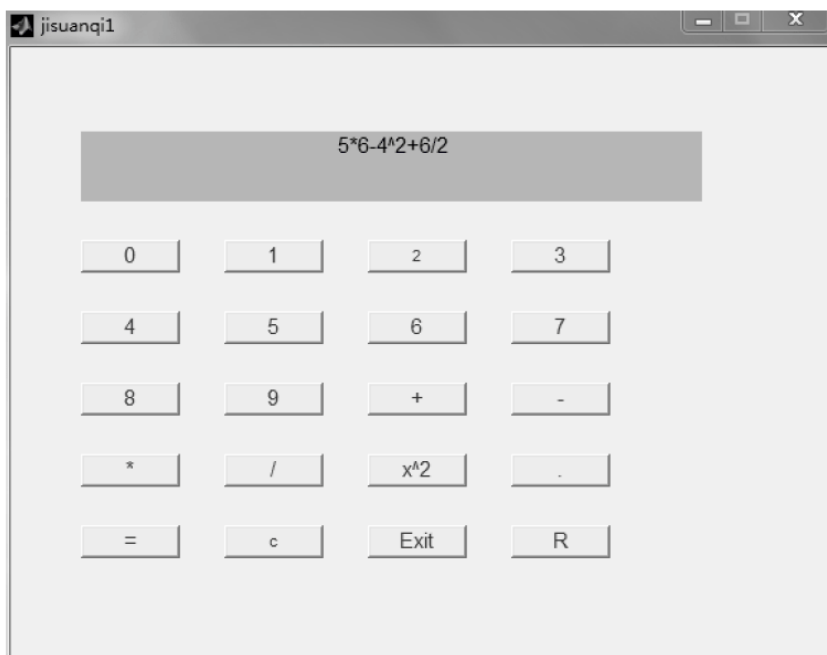 jisuanqi1
5*6-4^2+6/2
0 1 2 3
4 5 6 7
8 9 + -
* / x^2 .
= c Exit R